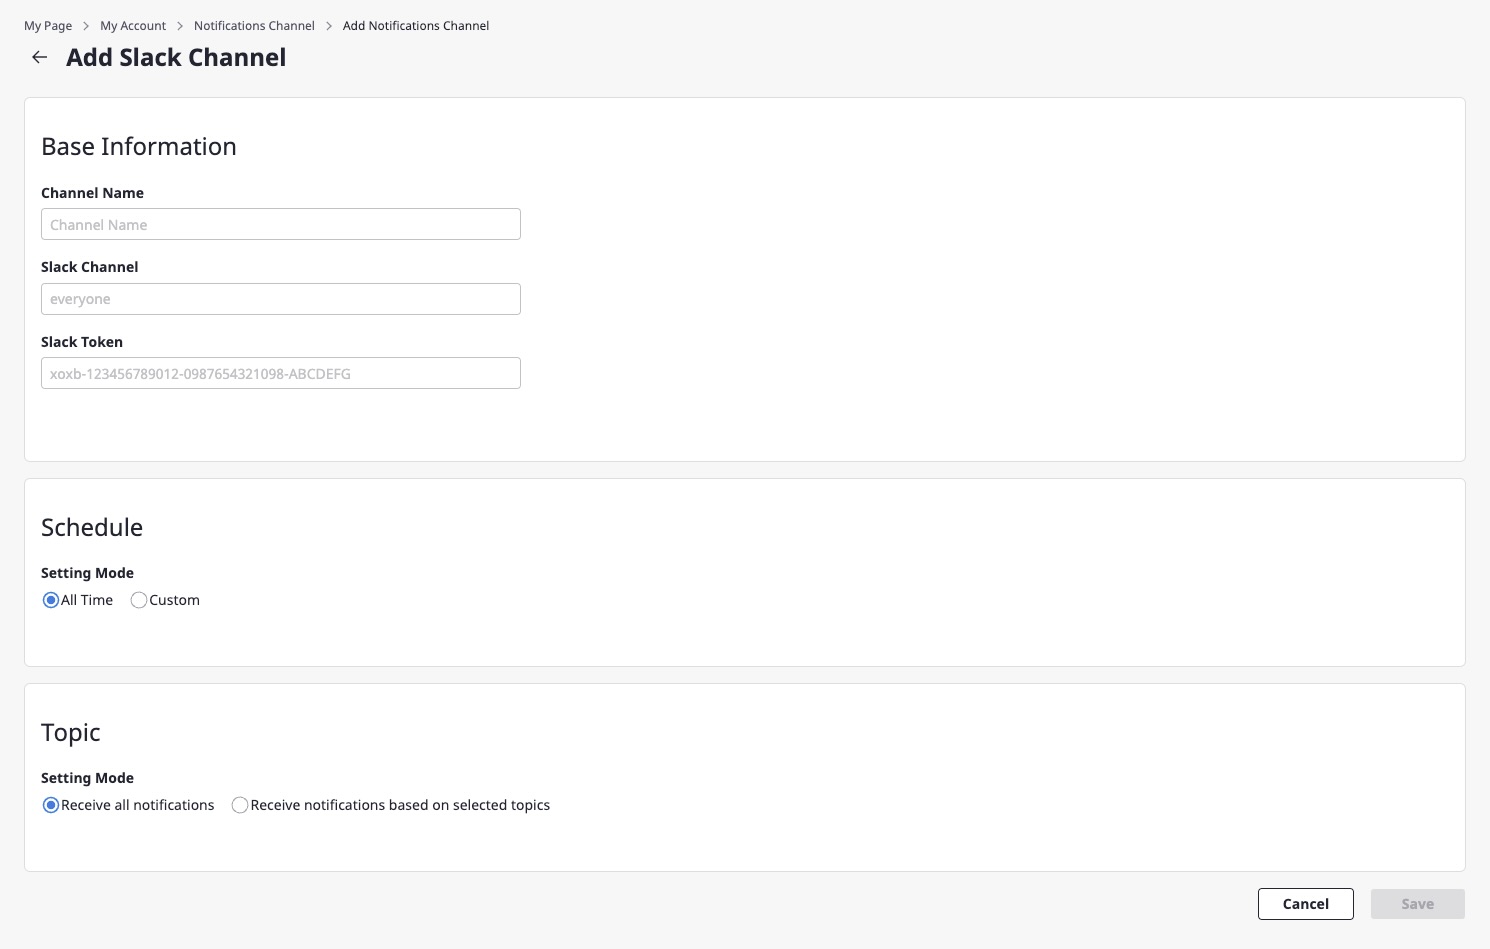 My Page > My Account > Notifications Channel > Add Notifications Channel
← Add Slack Channel
Base Information
Channel Name
Channel Name
Slack Channel
everyone
Slack Token
xoxb-123456789012-0987654321098-ABCDEFG
Schedule
Setting Mode
All Time Custom
Topic
Setting Mode
Receive all notifications Receive notifications based on selected topics
Cancel Save